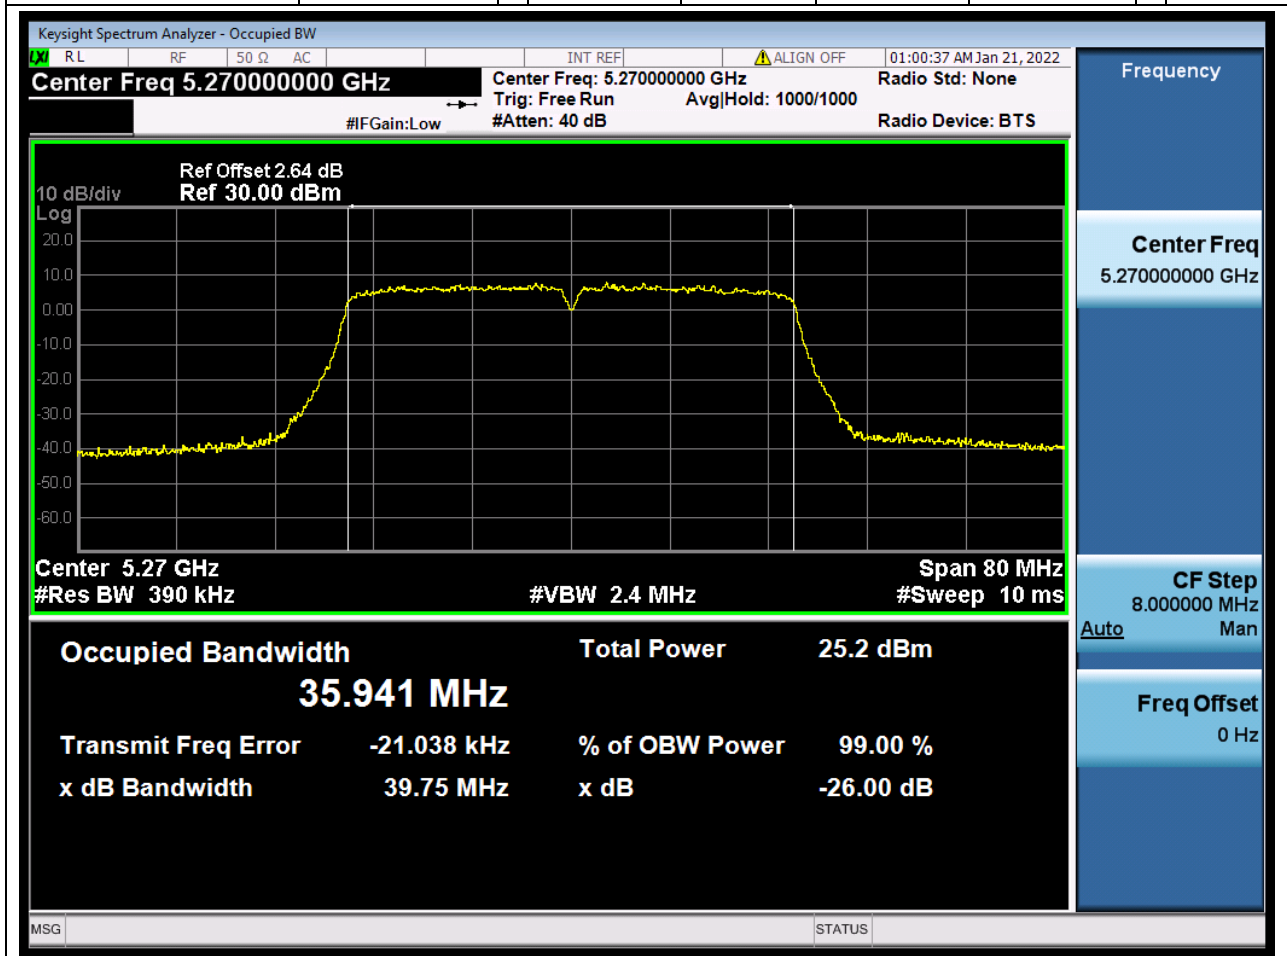 Keysight Spectrum Analyzer - Occupied BW
LXI RL RF 50 Ω AC INT REF ALIGN OFF 01:00:37 AM Jan 21, 2022
Center Freq 5.270000000 GHz
Center Freq: 5.270000000 GHz
Radio Std: None
Trig: Free Run Avg|Hold: 1000/1000
#IFGain:Low
#Atten: 40 dB
Radio Device: BTS
Ref Offset 2.64 dB
10 dB/div Ref 30.00 dBm
Log
20.0
10.0
0.00
-10.0
-20.0
-30.0
-40.0
-50.0
-60.0
Center 5.27 GHz Span 80 MHz
#Res BW 390 kHz #VBW 2.4 MHz #Sweep 10 ms
Occupied Bandwidth Total Power 25.2 dBm
35.941 MHz
Transmit Freq Error -21.038 kHz % of OBW Power 99.00 %
x dB Bandwidth 39.75 MHz x dB -26.00 dB
MSG STATUS
Frequency
Center Freq
5.270000000 GHz
CF Step
8.000000 MHz
Auto Man
Freq Offset
0 Hz